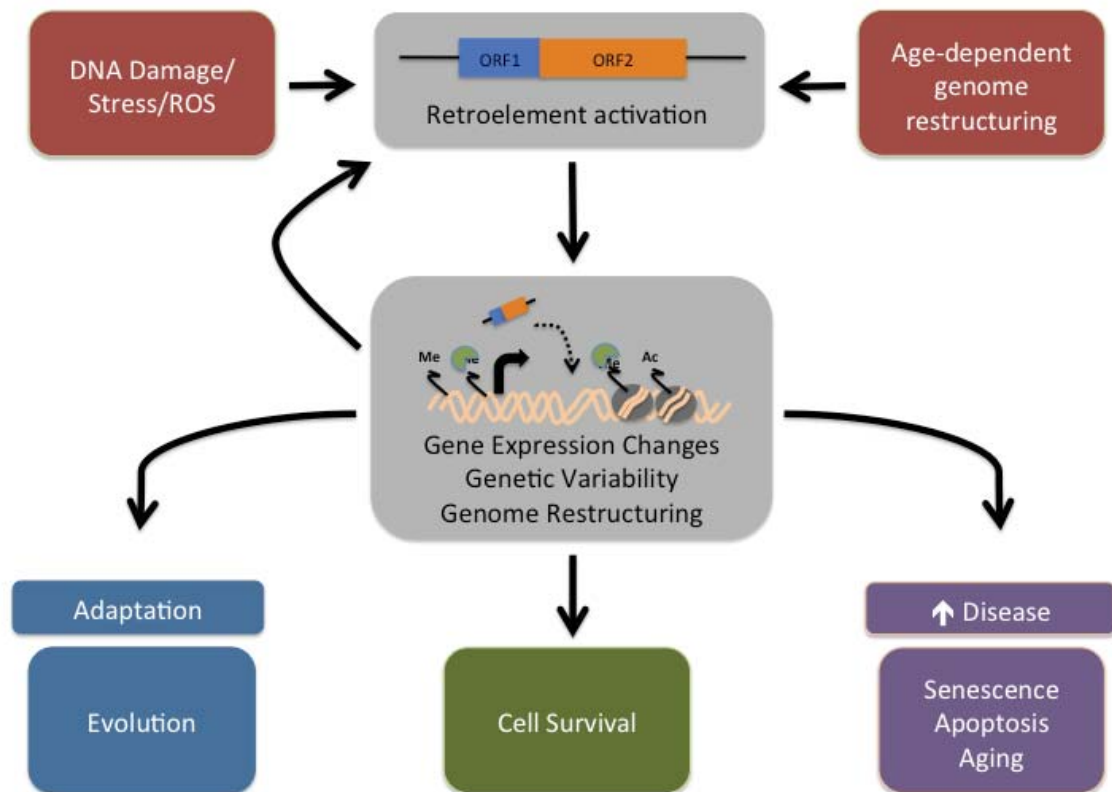 DNA Damage/
Stress/ROS
ORF1
ORF2
Retroelement activation
Age-dependent
genome
restructuring
Me
Ac
Gene Expression Changes
Genetic Variability
Genome Restructuring
Adaptation
Evolution
Cell Survival
Disease
Senescence
Apoptosis
Aging